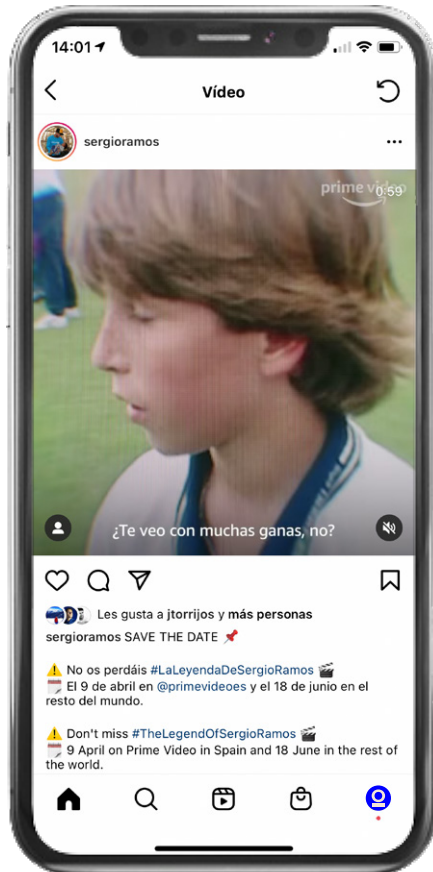 14:01
Vídeo
sergioramos
prime video
0:59
¿Te veo con muchas ganas, no?
Les gusta a jtorrijos y más personas
sergioramos SAVE THE DATE 📌
⚠️ No os perdáis #LaLeyendaDeSergioRamos 🎬
🗓️ El 9 de abril en @primevideoes y el 18 de junio en el
resto del mundo.
⚠️ Don't miss #TheLegendOfSergioRamos 🎬
🗓️ 9 April on Prime Video in Spain and 18 June in the rest of
the world.